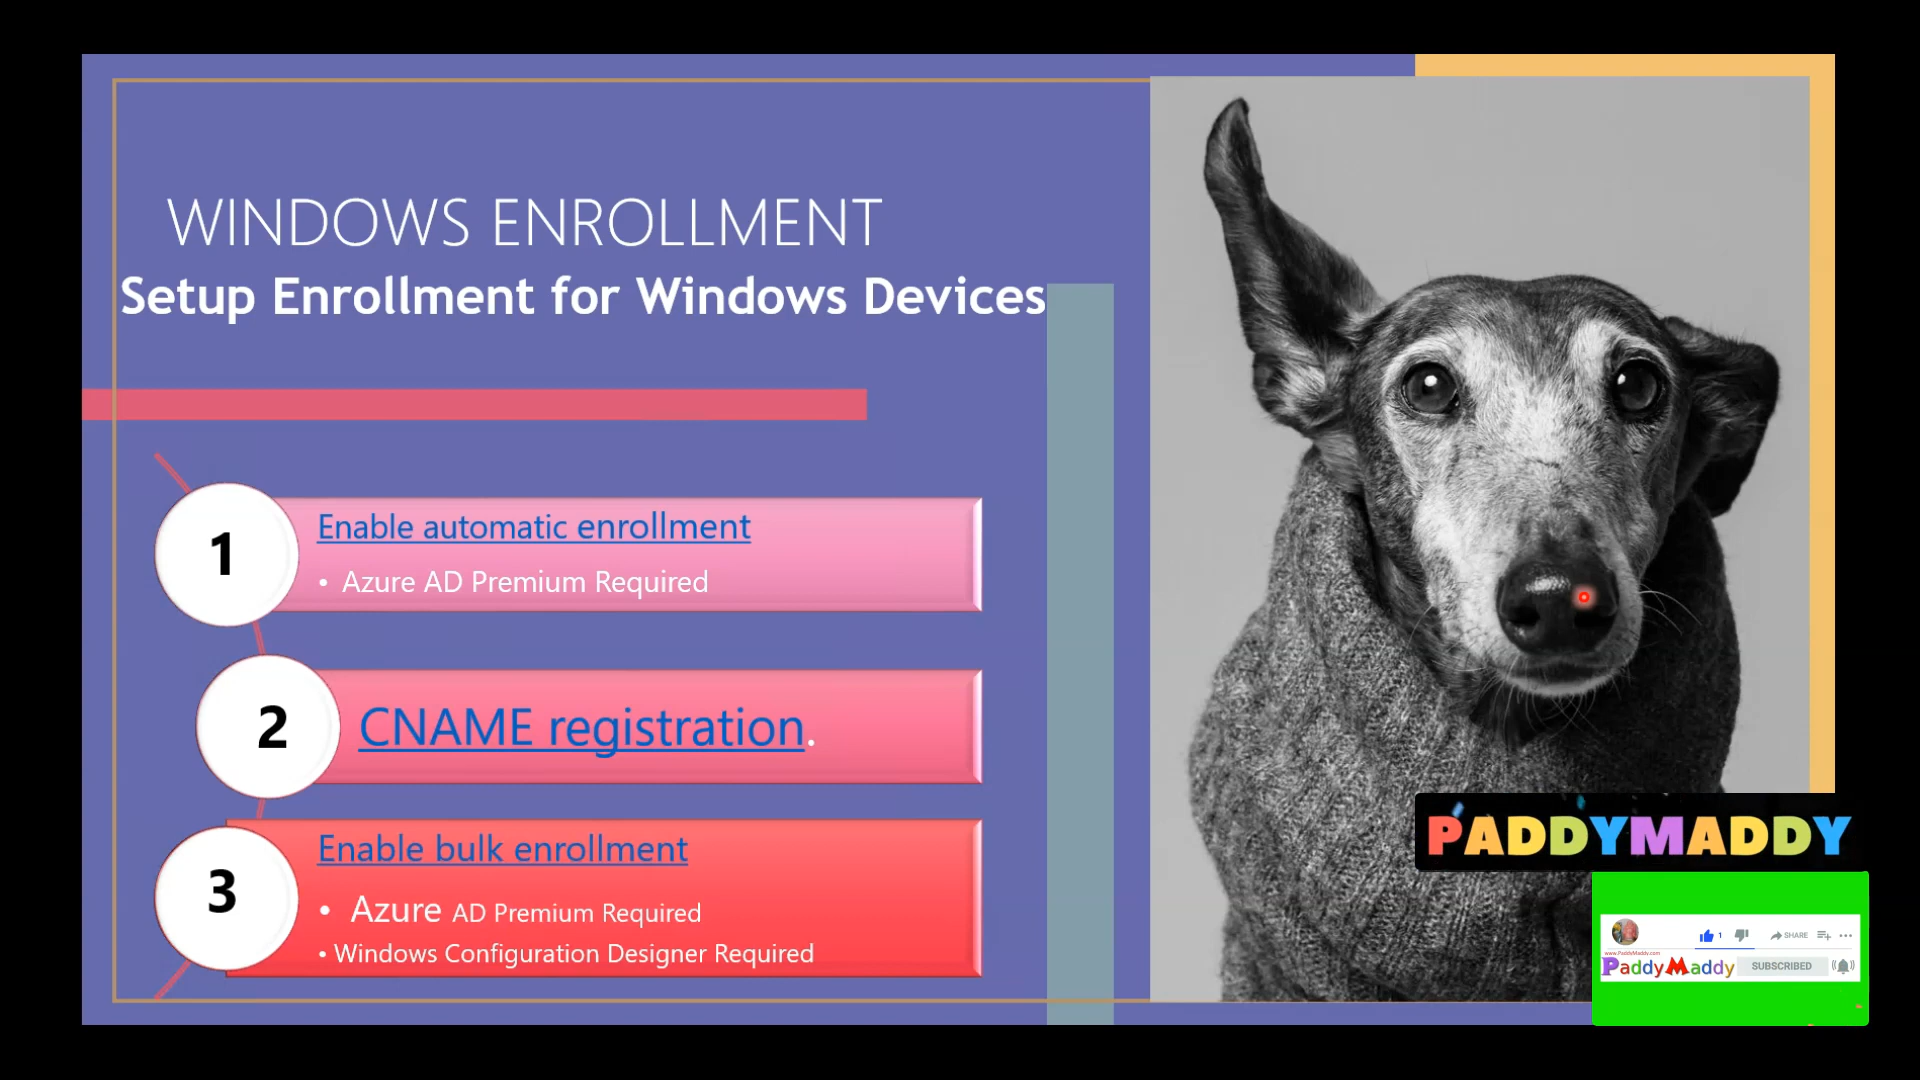 WINDOWS ENROLLMENT
Setup Enrollment for Windows Devices
1
Enable automatic enrollment
• Azure AD Premium Required
2
CNAME registration.
3
Enable bulk enrollment
• Azure AD Premium Required
• Windows Configuration Designer Required
PADDYMADDY
1
SHARE
www.PaddyMaddy.com
PaddyMaddy
SUBSCRIBED